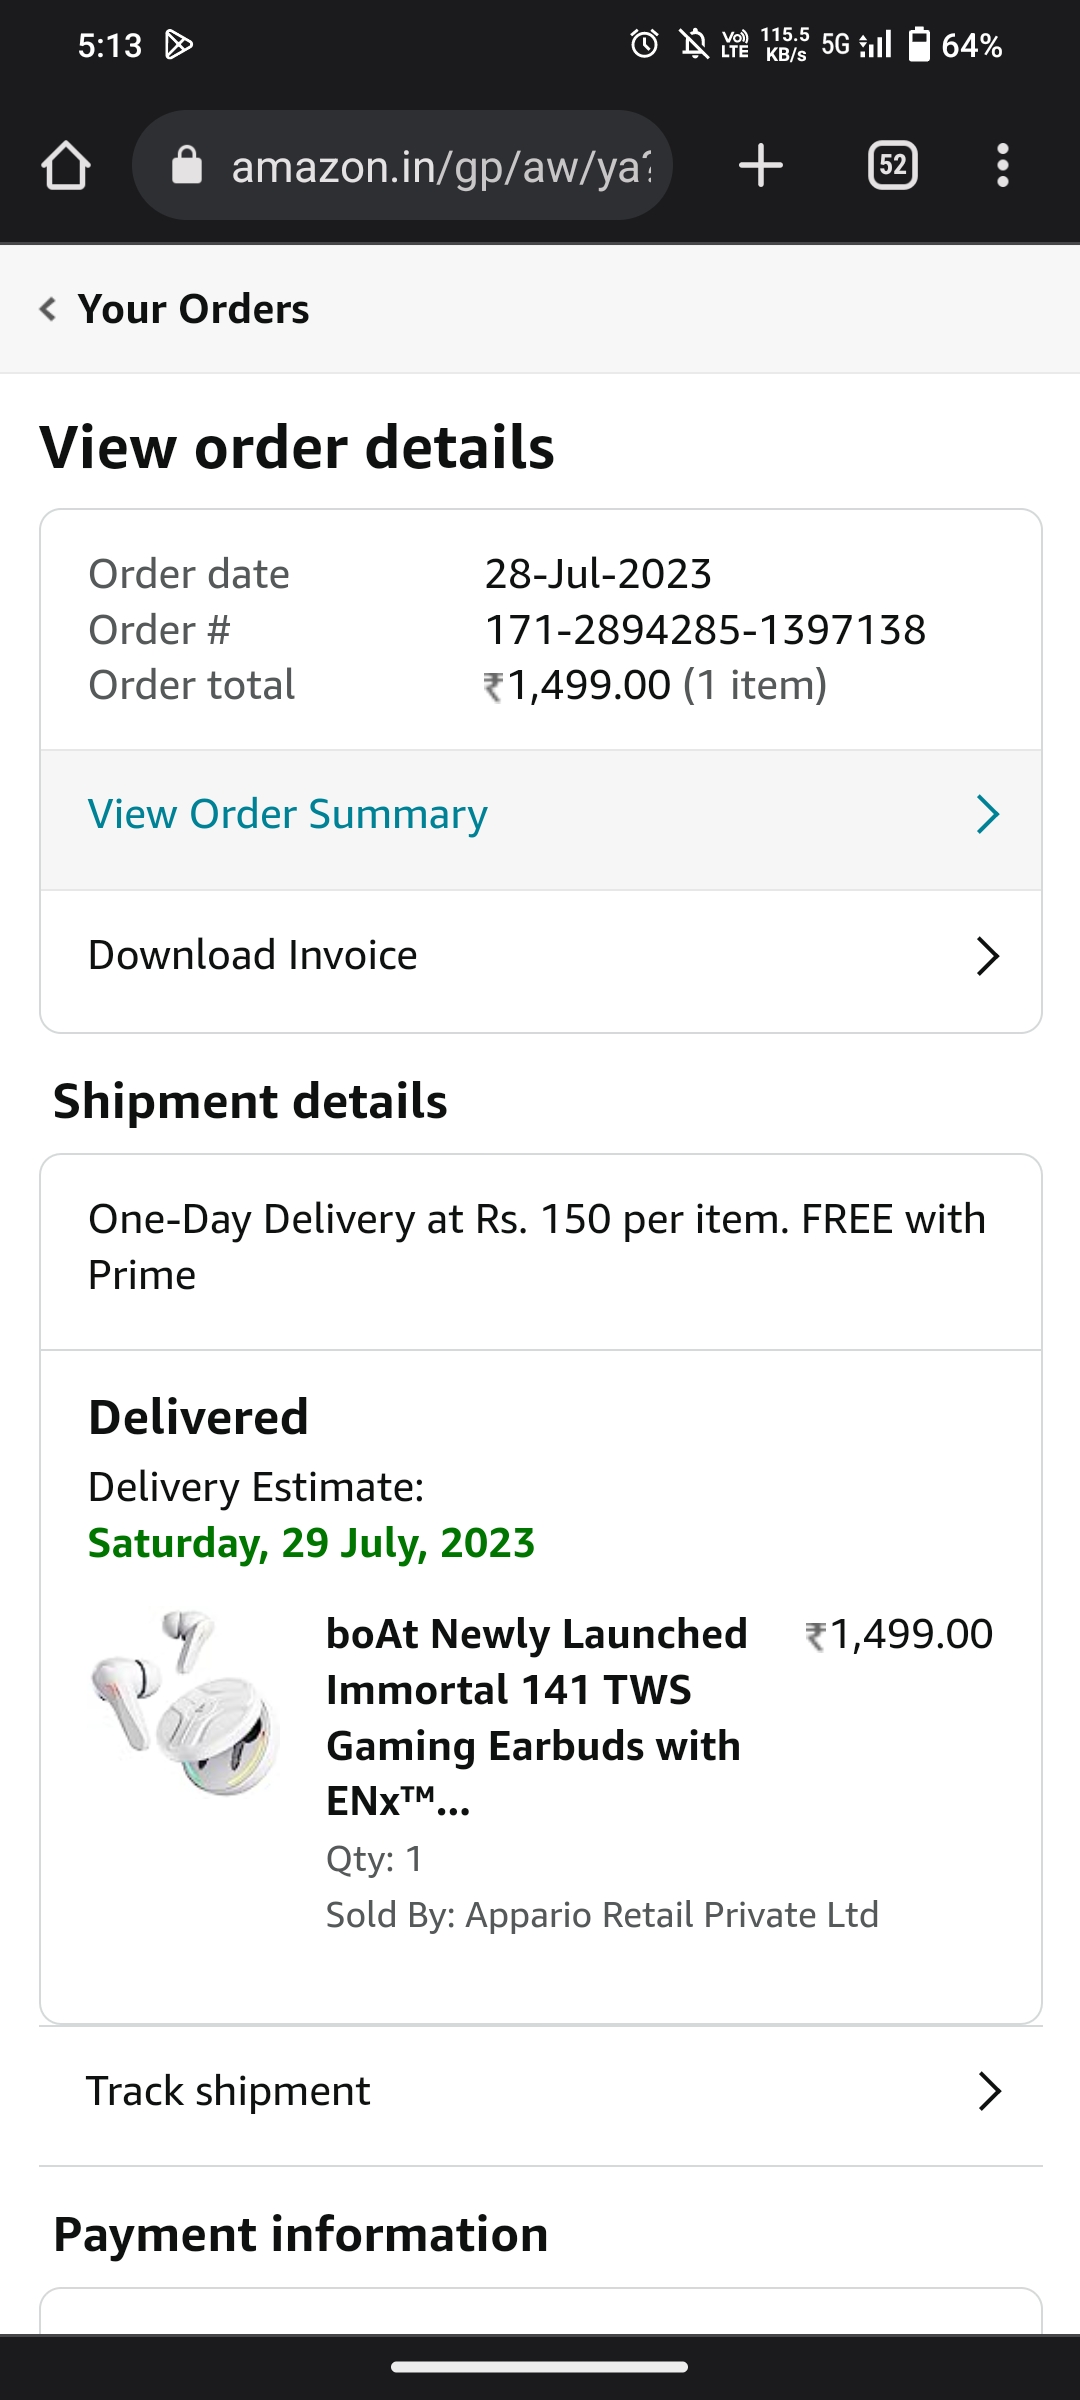 5:13
Vo)) LTE 115.5 KB/s 5G 64%
amazon.in/gp/aw/ya?
52
Your Orders
View order details
Order date 28-Jul-2023
Order # 171-2894285-1397138
Order total ₹1,499.00 (1 item)
View Order Summary
Download Invoice
Shipment details
One-Day Delivery at Rs. 150 per item. FREE with
Prime
Delivered
Delivery Estimate:
Saturday, 29 July, 2023
boAt Newly Launched ₹1,499.00
Immortal 141 TWS
Gaming Earbuds with
ENx™...
Qty: 1
Sold By: Appario Retail Private Ltd
Track shipment
Payment information